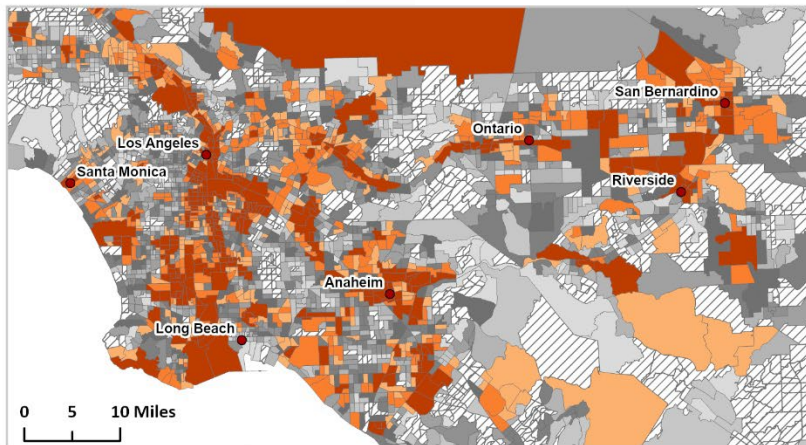 San Bernardino
Ontario
Los Angeles
Santa Monica
Riverside
Anaheim
Long Beach
0 5 10 Miles